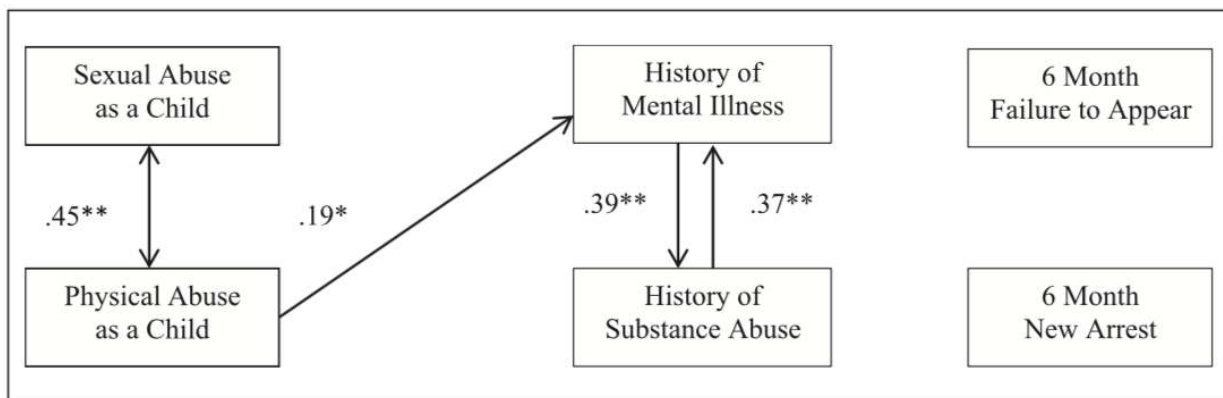 Sexual Abuse
as a Child
History of
Mental Illness
6 Month
Failure to Appear
.45**
.19*
.39**
.37**
Physical Abuse
as a Child
History of
Substance Abuse
6 Month
New Arrest